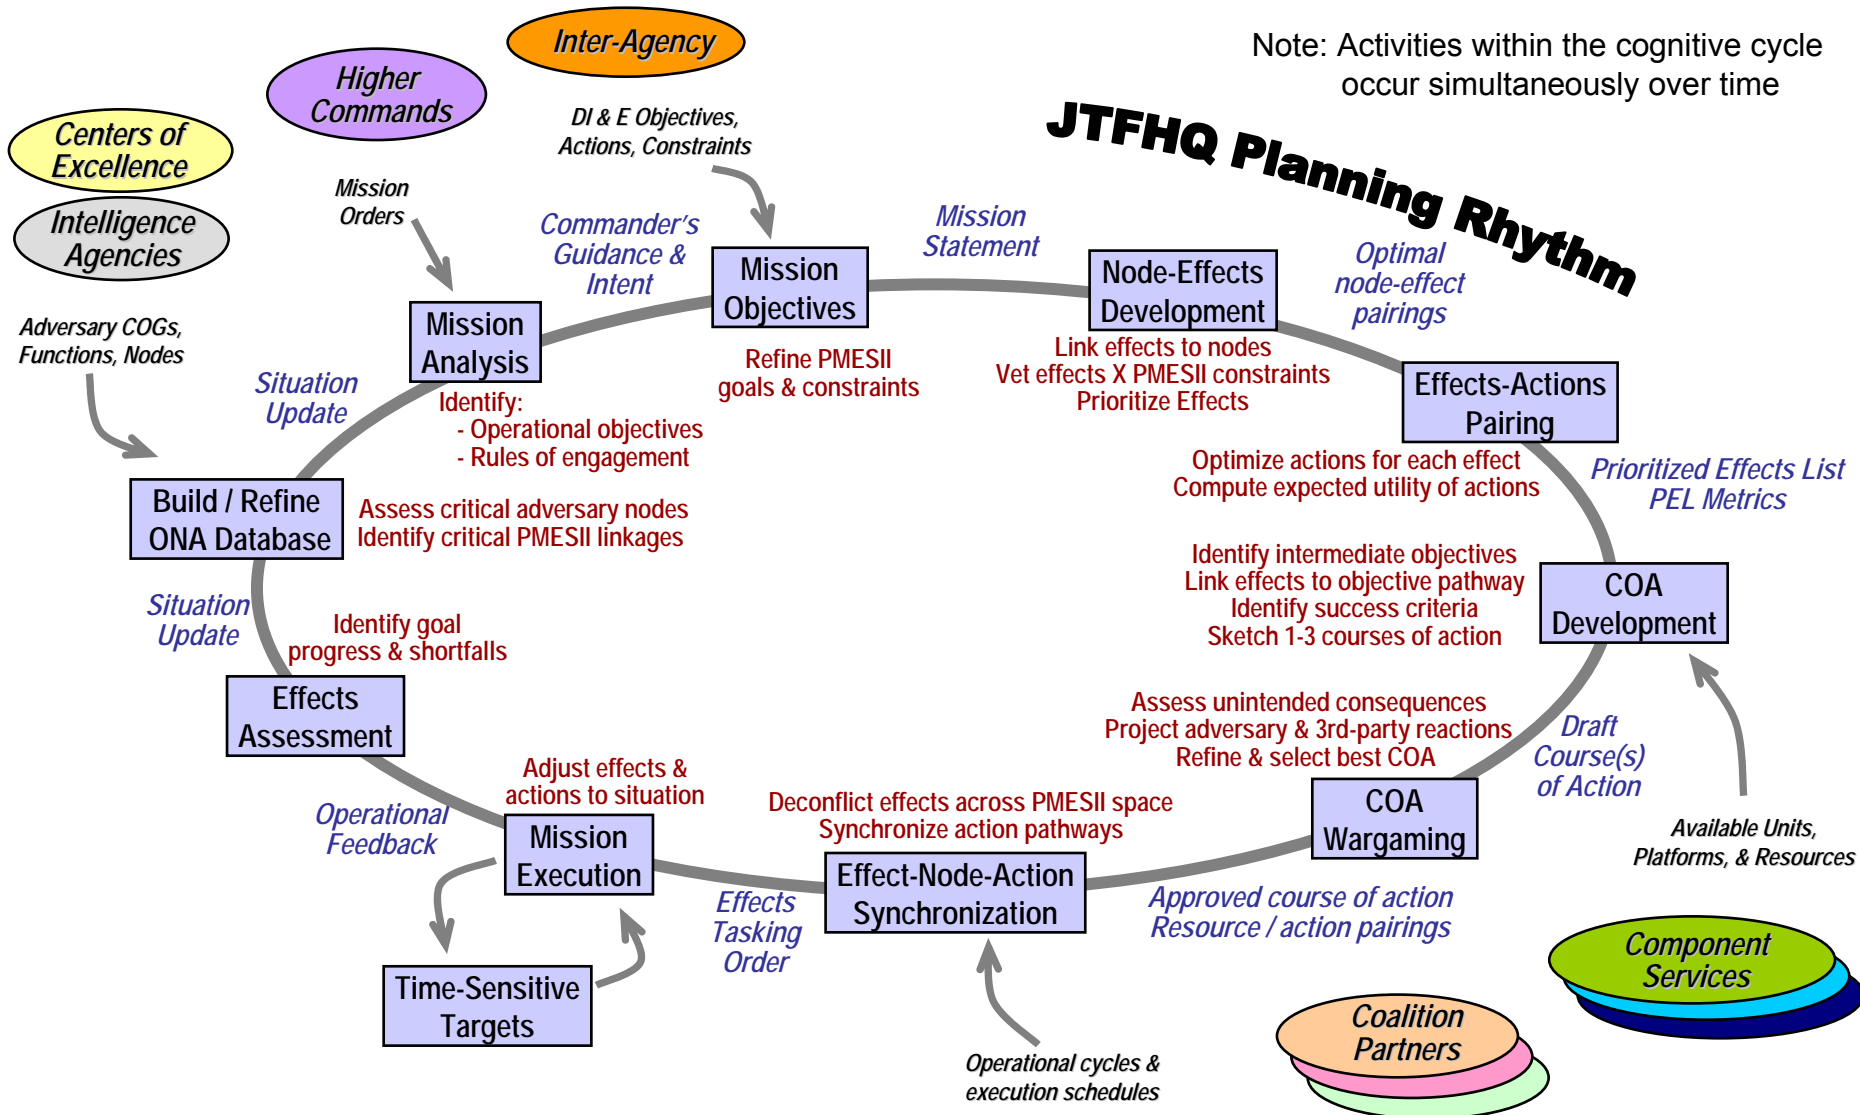 Inter-Agency
Note: Activities within the cognitive cycle
occur simultaneously over time
Higher
Commands
Centers of
Excellence
Intelligence
Agencies
JTFHQ Planning Rhythm
DI & E Objectives,
Actions, Constraints
Mission
Orders
Adversary COGs,
Functions, Nodes
Commander's
Guidance &
Intent
Mission
Statement
Optimal
node-effect
pairings
Mission
Analysis
Mission
Objectives
Node-Effects
Development
Effects-Actions
Pairing
Situation
Update
Identify:
- Operational objectives
- Rules of engagement
Refine PMESII
goals & constraints
Link effects to nodes
Vet effects X PMESII constraints
Prioritize Effects
Optimize actions for each effect
Compute expected utility of actions
Prioritized Effects List
PEL Metrics
Build / Refine
ONA Database
Assess critical adversary nodes
Identify critical PMESII linkages
Identify intermediate objectives
Link effects to objective pathway
Identify success criteria
Sketch 1-3 courses of action
COA
Development
Situation
Update
Identify goal
progress & shortfalls
Effects
Assessment
Assess unintended consequences
Project adversary & 3rd-party reactions
Refine & select best COA
Draft
Course(s)
of Action
Adjust effects &
actions to situation
Deconflict effects across PMESII space
Synchronize action pathways
COA
Wargaming
Operational
Feedback
Mission
Execution
Available Units,
Platforms, & Resources
Effects
Tasking
Order
Effect-Node-Action
Synchronization
Approved course of action
Resource / action pairings
Time-Sensitive
Targets
Component
Services
Coalition
Partners
Operational cycles &
execution schedules